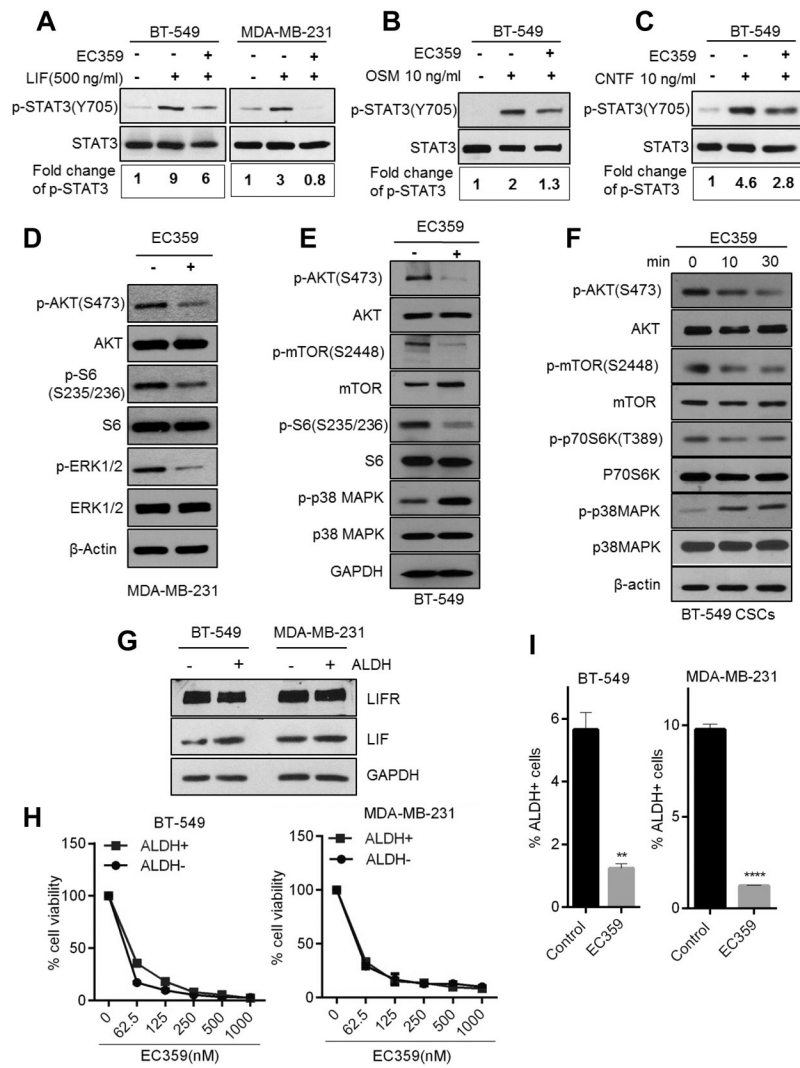 A
BT-549 MDA-MB-231
EC359 - - + - - +
LIF(500 ng/ml) - + + - + +
p-STAT3(Y705)
STAT3
Fold change of p-STAT3 1 9 6 1 3 0.8
B
BT-549
EC359 - - +
OSM 10 ng/ml - + +
p-STAT3(Y705)
STAT3
Fold change of p-STAT3 1 2 1.3
C
BT-549
EC359 - - +
CNTF 10 ng/ml - + +
p-STAT3(Y705)
STAT3
Fold change of p-STAT3 1 4.6 2.8
D
EC359
- +
p-AKT(S473)
AKT
p-S6
(S235/236)
S6
p-ERK1/2
ERK1/2
β-Actin
MDA-MB-231
E
EC359
- +
p-AKT(S473)
AKT
p-mTOR(S2448)
mTOR
p-S6(S235/236)
S6
p-p38 MAPK
p38 MAPK
GAPDH
BT-549
F
EC359
min 0 10 30
p-AKT(S473)
AKT
p-mTOR(S2448)
mTOR
p-p70S6K(T389)
P70S6K
p-p38MAPK
p38MAPK
β-actin
BT-549 CSCs
G
BT-549 MDA-MB-231
- + - + ALDH
LIFR
LIF
GAPDH
H
BT-549
% cell viability
150
100
50
0
ALDH+
ALDH-
0 62.5 125 250 500 1000
EC359(nM)
MDA-MB-231
% cell viability
150
100
50
0
ALDH+
ALDH-
0 62.5 125 250 500 1000
EC359(nM)
I
BT-549
% ALDH+ cells
6
4
2
0
**
Control EC359
MDA-MB-231
% ALDH+ cells
10
5
0
****
Control EC359